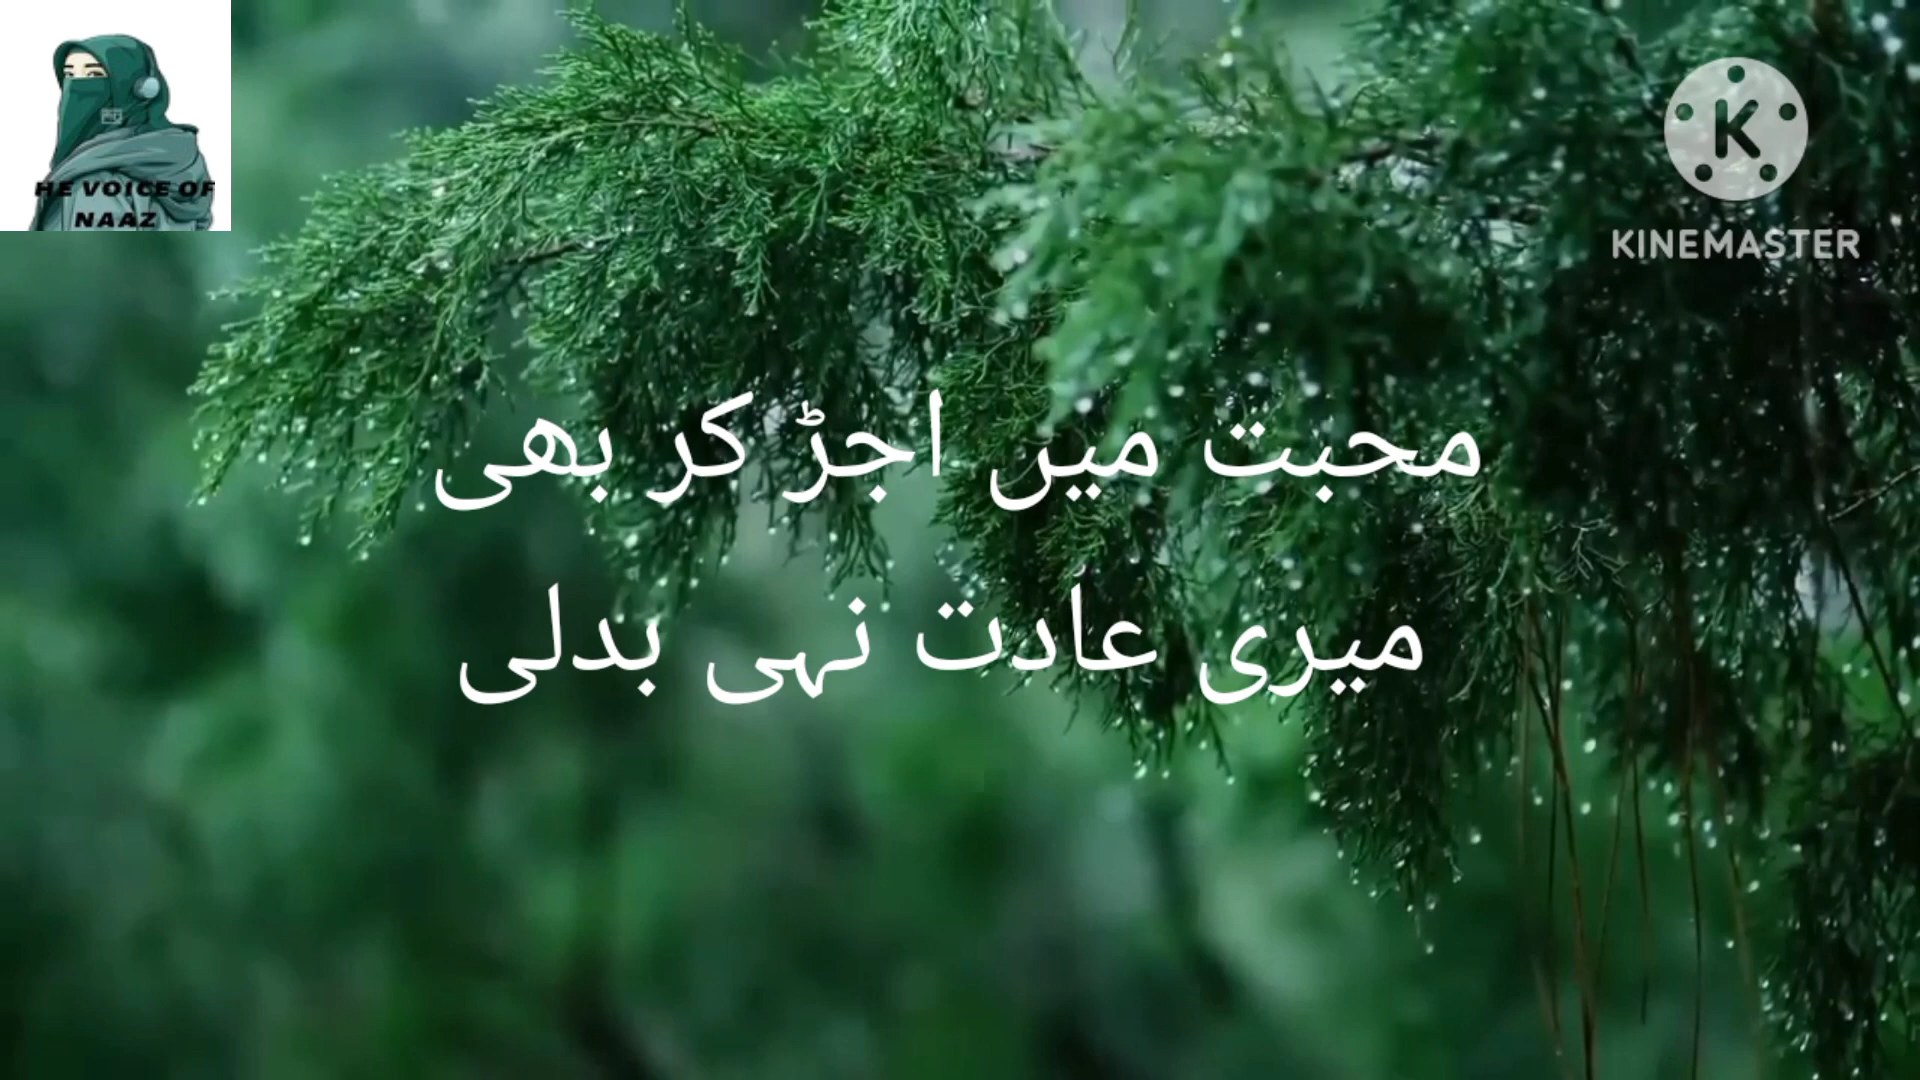 HE VOICE OF
NAAZ
KINEMASTER
محبت میں اجڑ کر بھی
میری عادت نہی بدلی